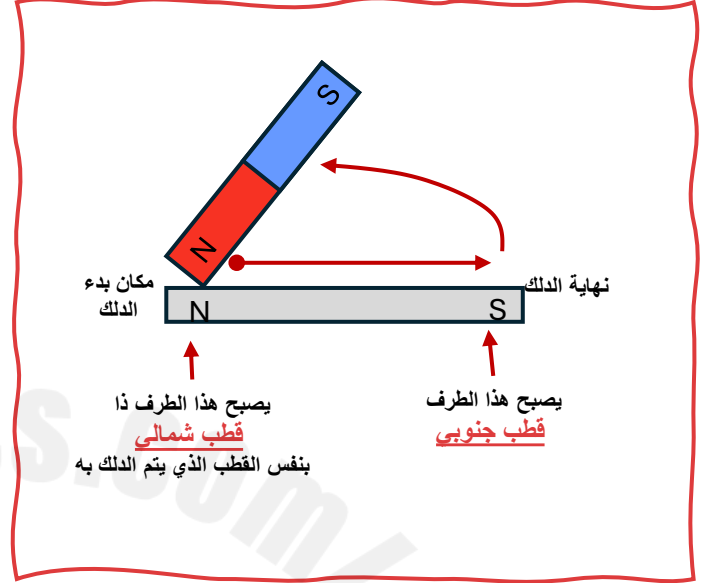 S
N
مكان بدء
الدلك
نهاية الدلك
N
S
يصبح هذا الطرف ذا
قطب شمالي
بنفس القطب الذي يتم الدلك به
يصبح هذا الطرف
قطب جنوبي
s.com/